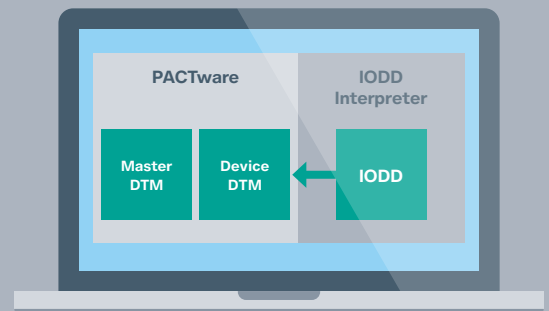 PACTware
IODD
Interpreter
Master
DTM
Device
DTM
IODD